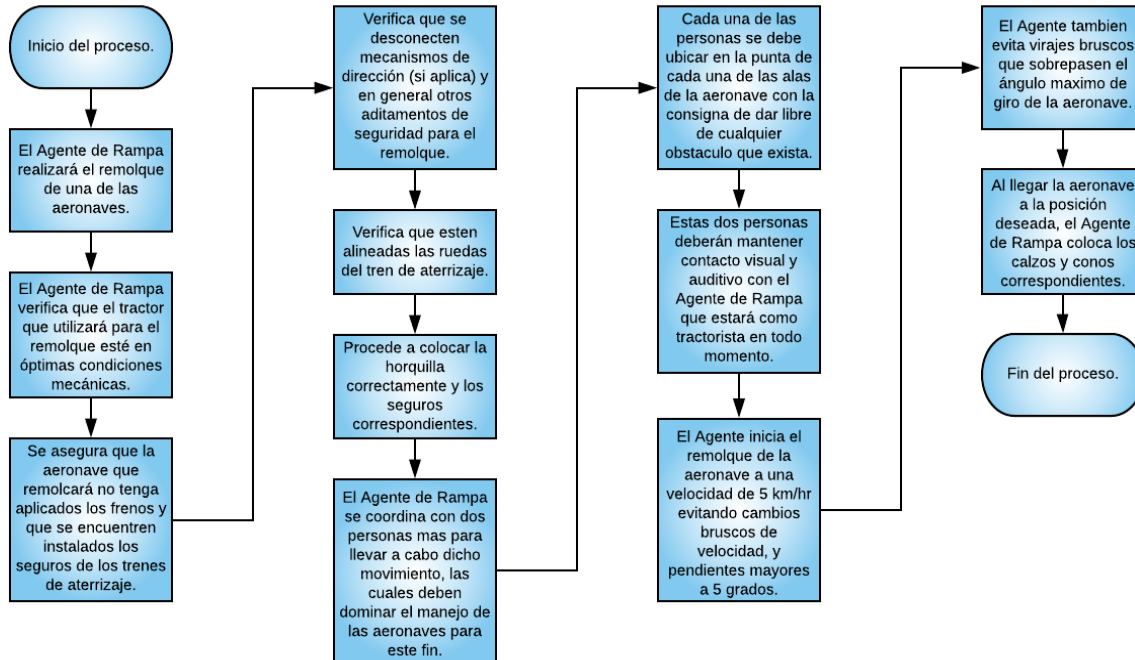 Inicio del proceso.
El Agente de Rampa
realizará el remolque
de una de las
aeronaves.
El Agente de Rampa
verifica que el tractor
que utilizará para el
remolque esté en
óptimas condiciones
mecánicas.
Se asegura que la
aeronave que
remolcará no tenga
aplicados los frenos y
que se encuentren
instalados los
seguros de los trenes
de aterrizaje.
Verifica que se
desconecten
mecanismos de
dirección (si aplica) y
en general otros
aditamentos de
seguridad para el
remolque.
Verifica que esten
alineadas las ruedas
del tren de aterrizaje.
Procede a colocar la
horquilla
correctamente y los
seguros
correspondientes.
El Agente de Rampa
se coordina con dos
personas mas para
llevar a cabo dicho
movimiento, las
cuales deben
dominar el manejo de
las aeronaves para
este fin.
Cada una de las
personas se debe
ubicar en la punta de
cada una de las alas
de la aeronave con la
consigna de dar libre
de cualquier
obstaculo que exista.
Estas dos personas
deberán mantener
contacto visual y
auditivo con el
Agente de Rampa
que estará como
tractorista en todo
momento.
El Agente inicia el
remolque de la
aeronave a una
velocidad de 5 km/hr
evitando cambios
bruscos de
velocidad, y
pendientes mayores
a 5 grados.
El Agente tambien
evita virajes bruscos
que sobrepasen el
ángulo maximo de
giro de la aeronave.
Al llegar la aeronave
a la posición
deseada, el Agente
de Rampa coloca los
calzos y conos
correspondientes.
Fin del proceso.